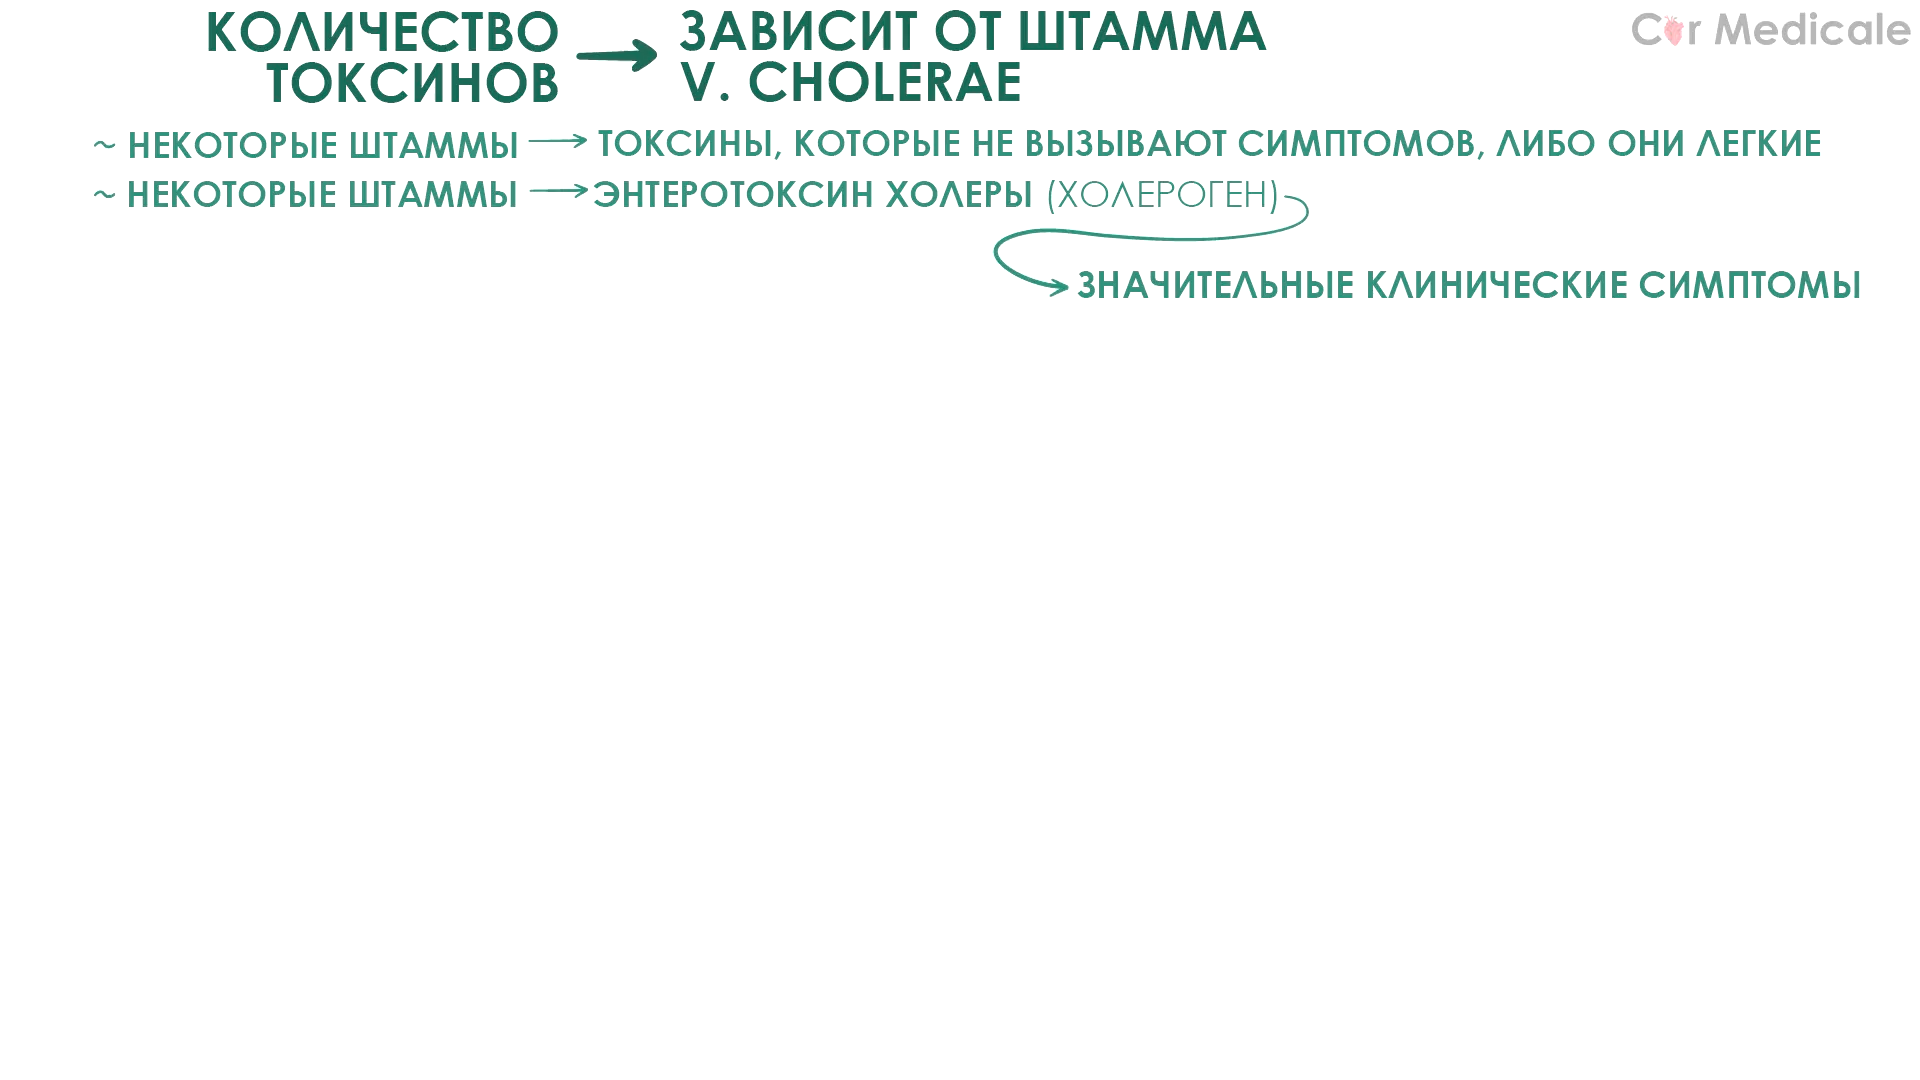 КОЛИЧЕСТВО
ТОКСИНОВ
ЗАВИСИТ ОТ ШТАММА
V. CHOLERAE
Cor Medicale
~ НЕКОТОРЫЕ ШТАММЫ → ТОКСИНЫ, КОТОРЫЕ НЕ ВЫЗЫВАЮТ СИМПТОМОВ, ЛИБО ОНИ ЛЕГКИЕ
~ НЕКОТОРЫЕ ШТАММЫ → ЭНТЕРОТОКСИН ХОЛЕРЫ (ХОЛЕРОГЕН)
ЗНАЧИТЕЛЬНЫЕ КЛИНИЧЕСКИЕ СИМПТОМЫ